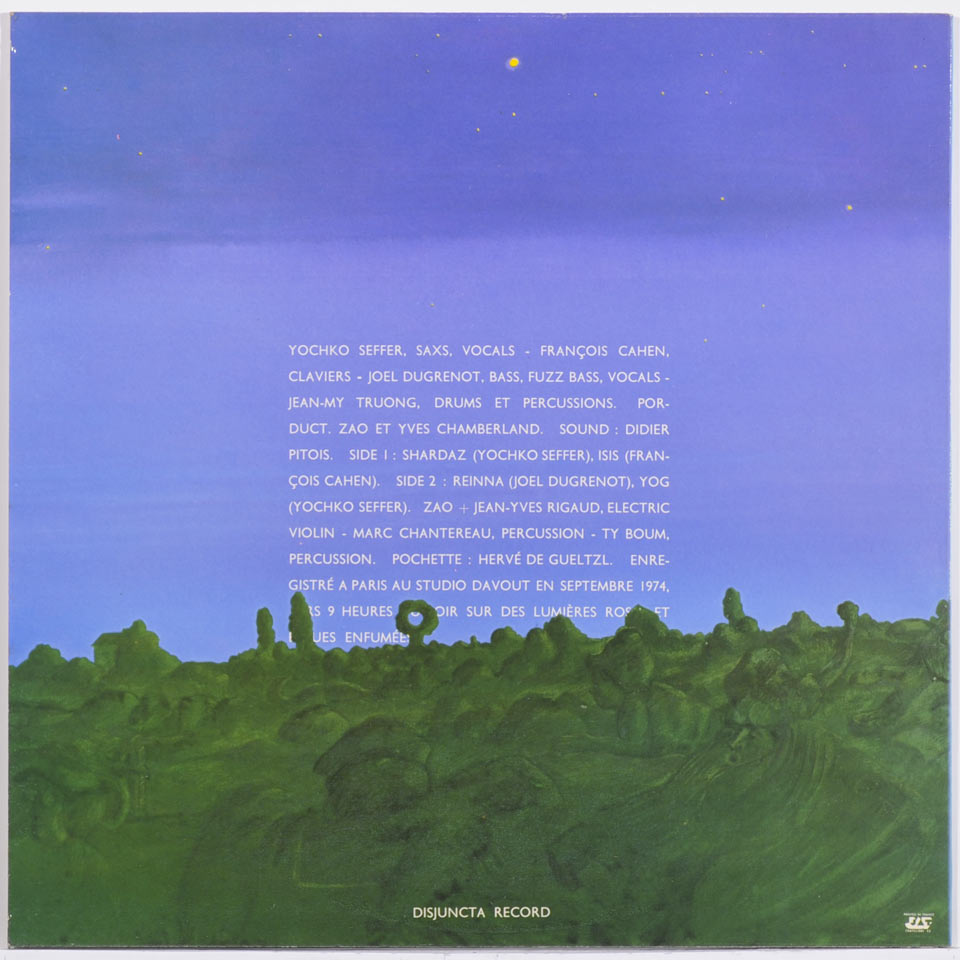 YOCHKO SEFFER, SAXS, VOCALS - FRANÇOIS CAHEN,
CLAVIERS - JOEL DUGRENOT, BASS, FUZZ BASS, VOCALS -
JEAN-MY TRUONG, DRUMS ET PERCUSSIONS. POR-
DUCT. ZAO ET YVES CHAMBERLAND. SOUND : DIDIER
PITOIS. SIDE I : SHARDAZ (YOCHKO SEFFER), ISIS (FRAN-
ÇOIS CAHEN). SIDE 2 : REINNA (JOEL DUGRENOT), YOG
(YOCHKO SEFFER). ZAO + JEAN-YVES RIGAUD, ELECTRIC
VIOLIN - MARC CHANTEREAU, PERCUSSION - TY BOUM,
PERCUSSION. POCHETTE : HERVÉ DE GUELTZL. ENRE-
GISTRÉ A PARIS AU STUDIO DAVOUT EN SEPTEMBRE 1974,
9 HEURES SUR DES LUMIÈRES ET
ENFUMÉE
DISJUNCTA RECORD